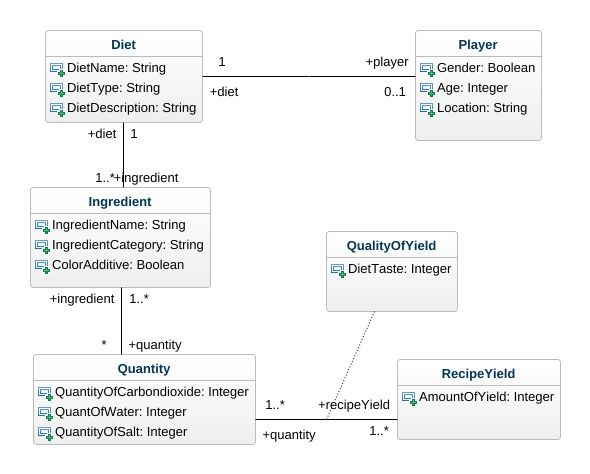 Diet
DietName: String
DietType: String
DietDescription: String
1
+diet
+player
0..1
Player
Gender: Boolean
Age: Integer
Location: String
+diet
1
1..*
+ingredient
Ingredient
IngredientName: String
IngredientCategory: String
ColorAdditive: Boolean
QualityOfYield
DietTaste: Integer
+ingredient
1..*
*
+quantity
Quantity
QuantityOfCarbondioxide: Integer
QuantOfWater: Integer
QuantityOfSalt: Integer
1..*
+quantity
+recipeYield
1..*
RecipeYield
AmountOfYield: Integer